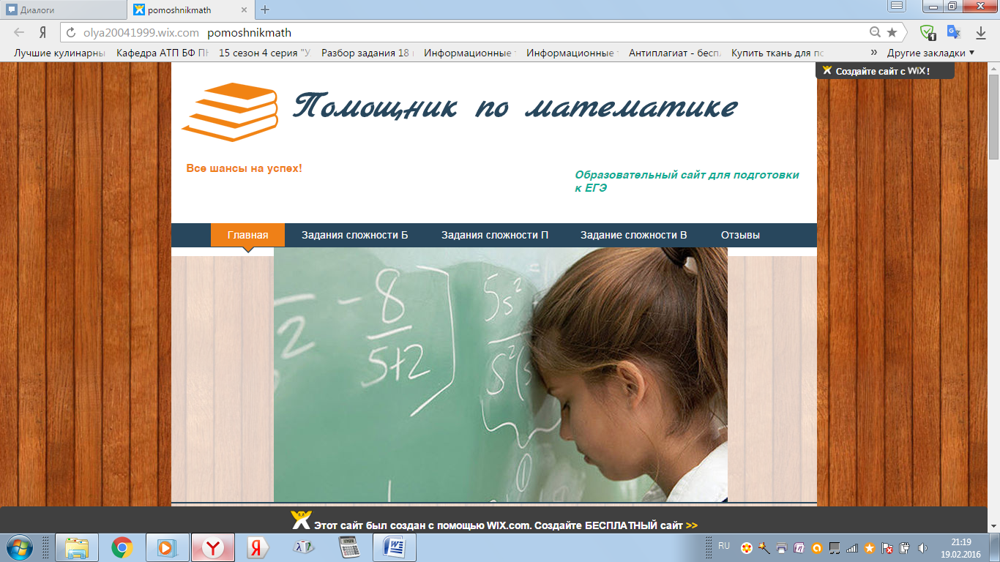 Диалоги
pomoshnikmath
olya20041999.wix.com pomoshnikmath
1
Лучшие кулинарны
Кафедра АТП БФ ПН
15 сезон 4 серия "У
Разбор задания 18
Информационные
Информационные
Антиплагиат - бесп
Купить ткань для по
»
Другие закладки
Создайте сайт с WiX !
Помощник по математике
Все шансы на успех!
Образовательный сайт для подготовки
к ЕГЭ
Главная
Задания сложности Б
Задания сложности П
Задание сложности В
Отзывы
2 - 8
5+2
5s²
Этот сайт был создан с помощью WIX.com. Создайте БЕСПЛАТНЫЙ сайт >>
RU
21:19
19.02.2016